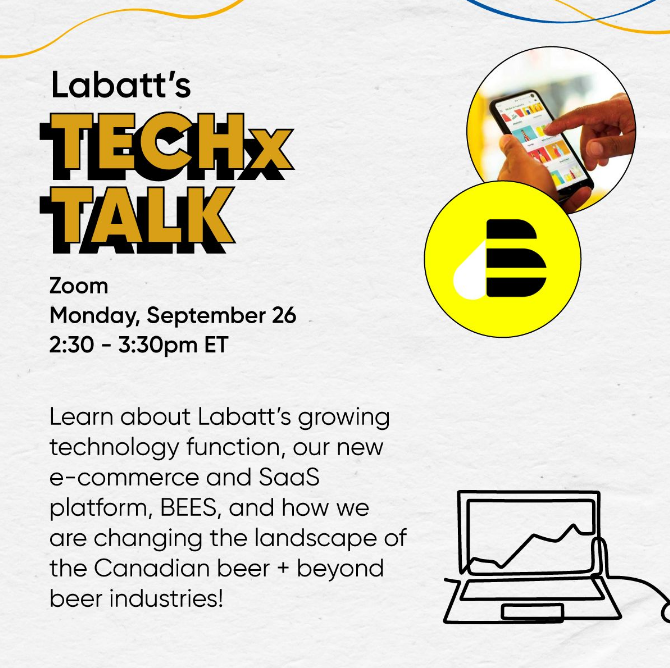 Labatt's
TECHx
TALK
Zoom
Monday, September 26
2:30 - 3:30pm ET
Learn about Labatt's growing
technology function, our new
e-commerce and SaaS
platform, BEES, and how we
are changing the landscape of
the Canadian beer + beyond
beer industries!
B